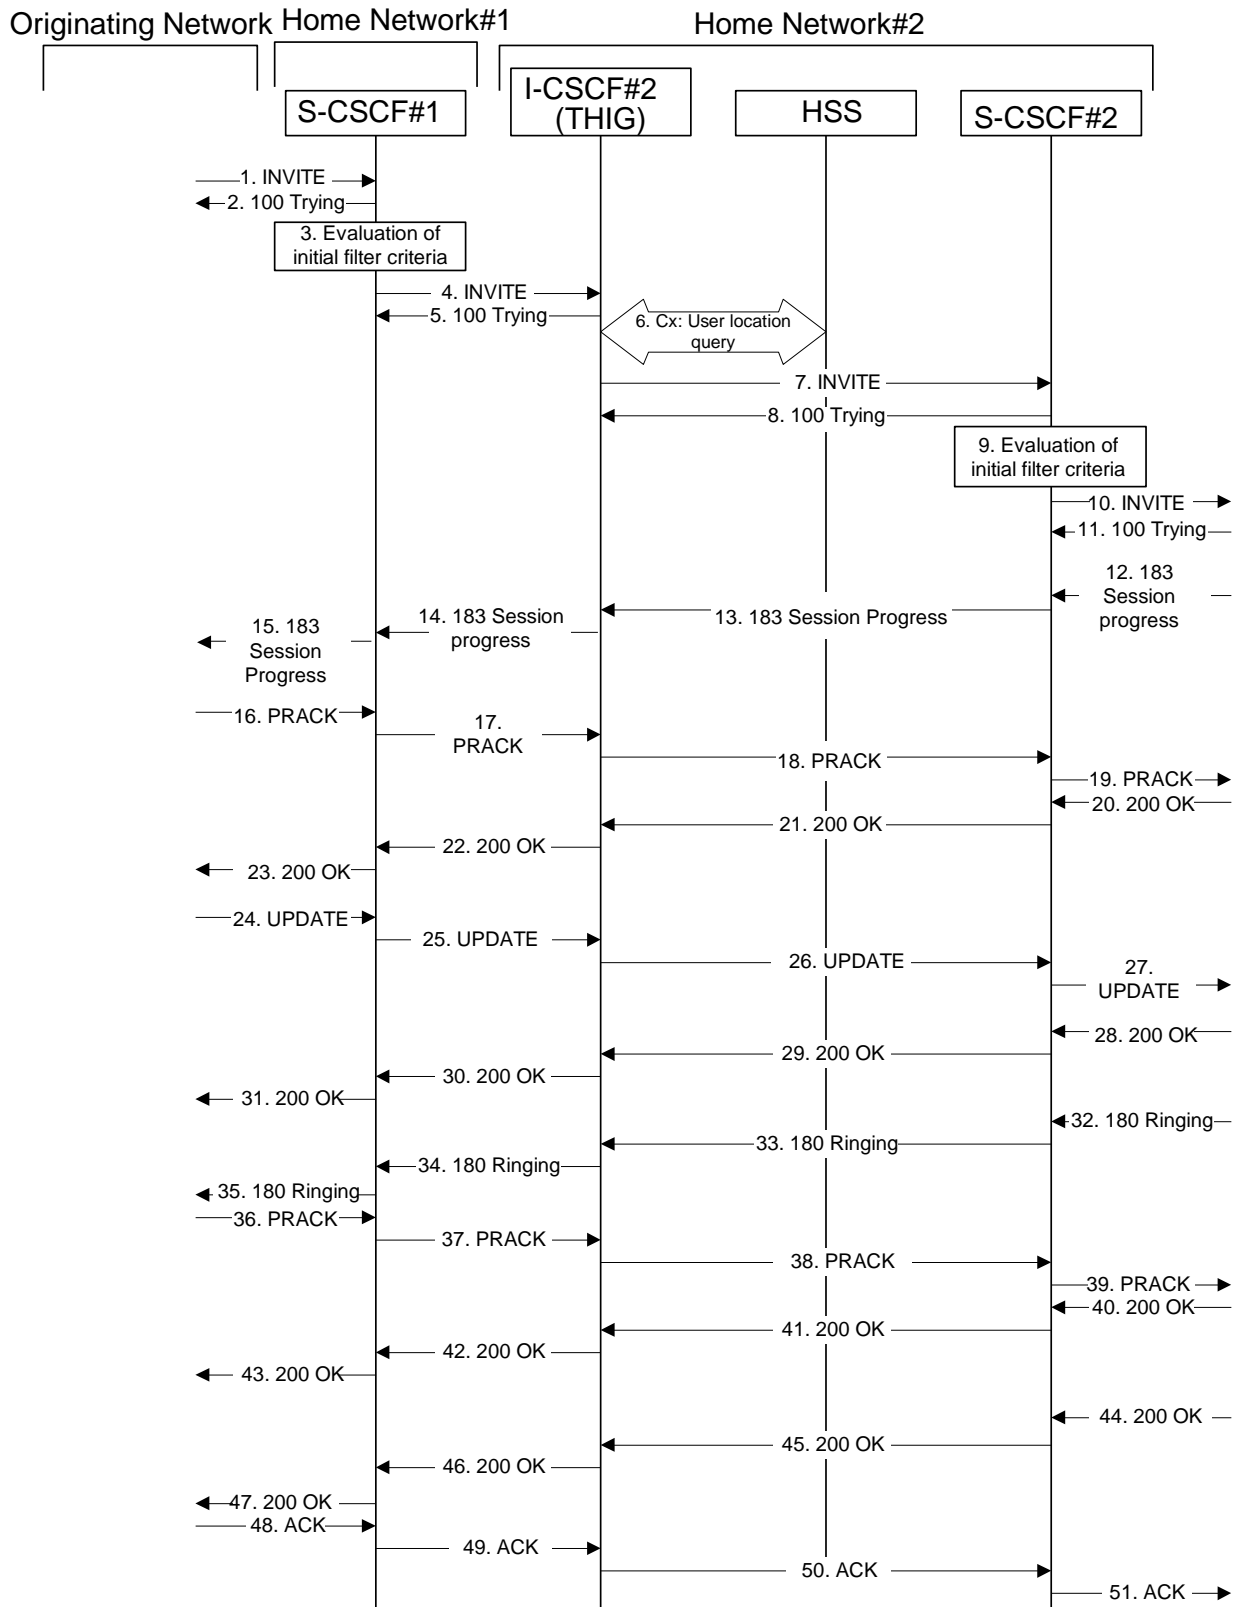 Originating Network
Home Network#1
Home Network#2
S-CSCF#1
I-CSCF#2
(THIG)
HSS
S-CSCF#2
1. INVITE
2. 100 Trying
3. Evaluation of
initial filter criteria
4. INVITE
5. 100 Trying
6. Cx: User location
query
7. INVITE
8. 100 Trying
9. Evaluation of
initial filter criteria
10. INVITE
11. 100 Trying
12. 183
Session
progress
13. 183 Session Progress
14. 183 Session
progress
15. 183
Session
Progress
16. PRACK
17.
PRACK
18. PRACK
19. PRACK
20. 200 OK
21. 200 OK
22. 200 OK
23. 200 OK
24. UPDATE
25. UPDATE
26. UPDATE
27.
UPDATE
28. 200 OK
29. 200 OK
30. 200 OK
31. 200 OK
32. 180 Ringing
33. 180 Ringing
34. 180 Ringing
35. 180 Ringing
36. PRACK
37. PRACK
38. PRACK
39. PRACK
40. 200 OK
41. 200 OK
42. 200 OK
43. 200 OK
44. 200 OK
45. 200 OK
46. 200 OK
47. 200 OK
48. ACK
49. ACK
50. ACK
51. ACK